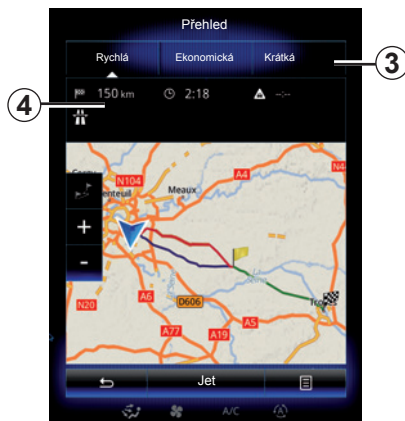 Přehled
Rychlá Ekonomická Krátká
3
150 km 2:18 --:--
4
N104 A4 N4
Meaux
+
-
N20 A6 D606
A77 A19 A5
Jet
A/C